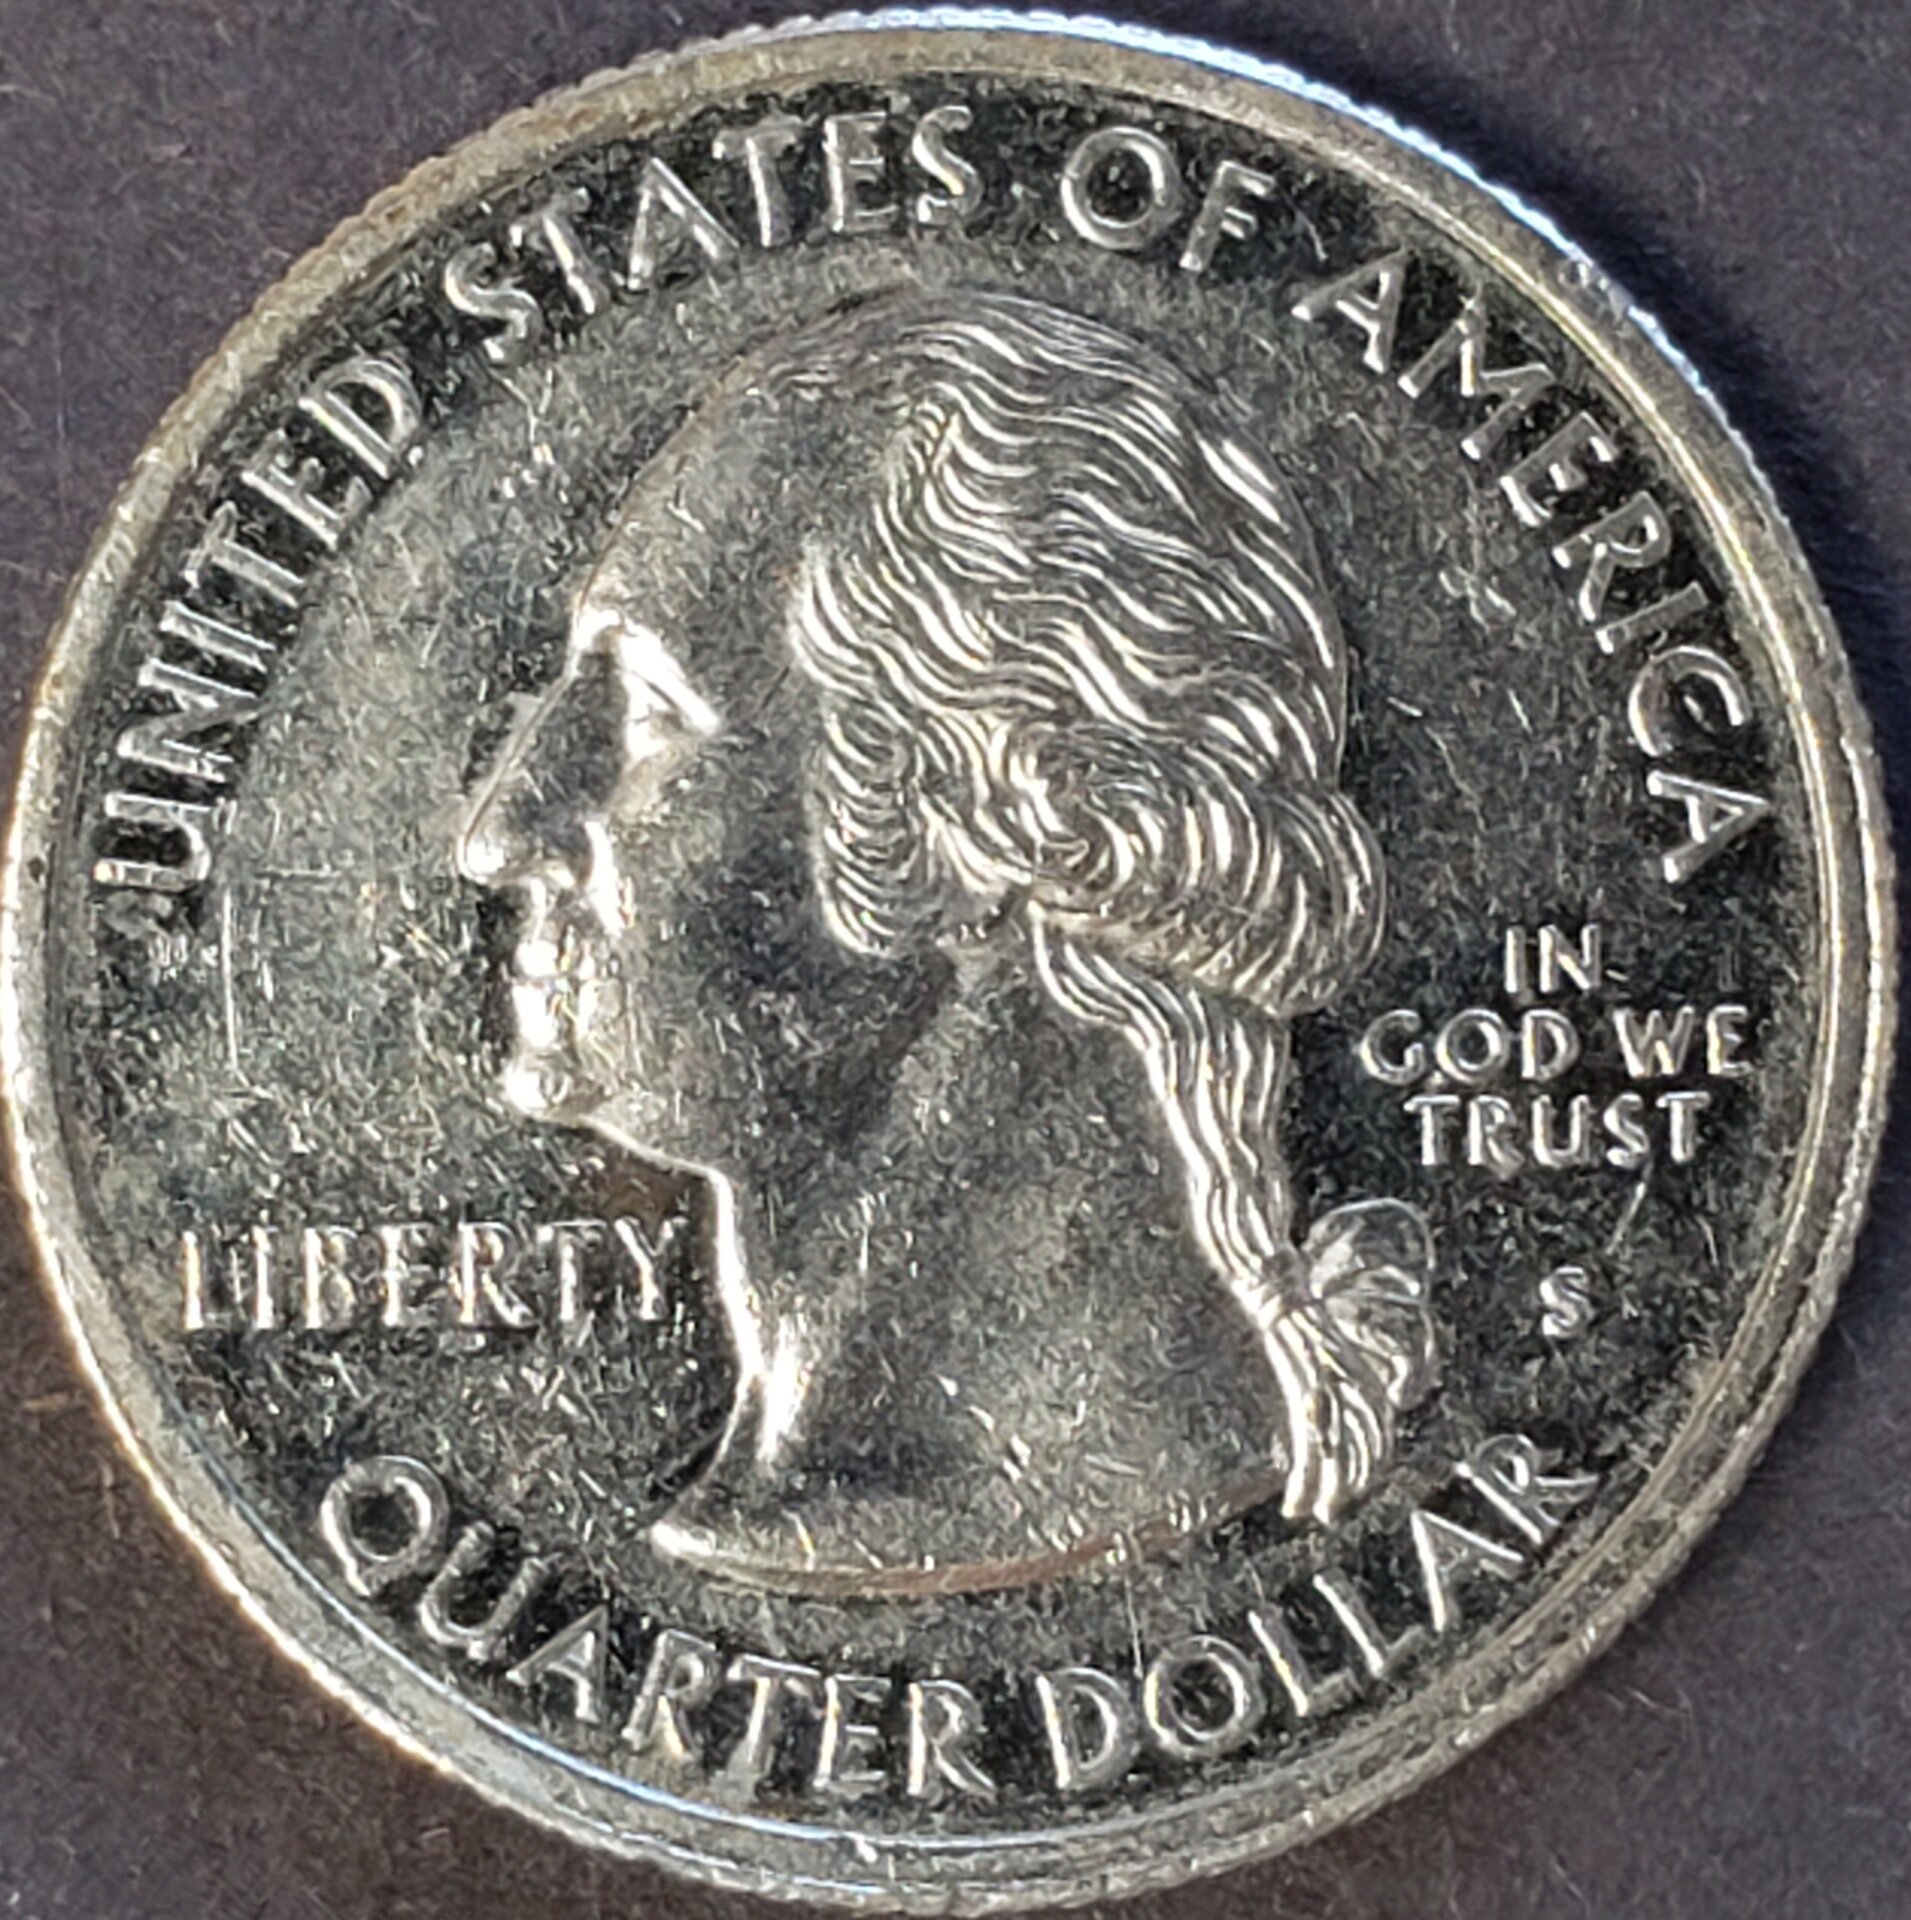 UNITED STATES OF AMERICA
IN
GOD WE
TRUST
LIBERTY
S
QUARTER DOLLAR